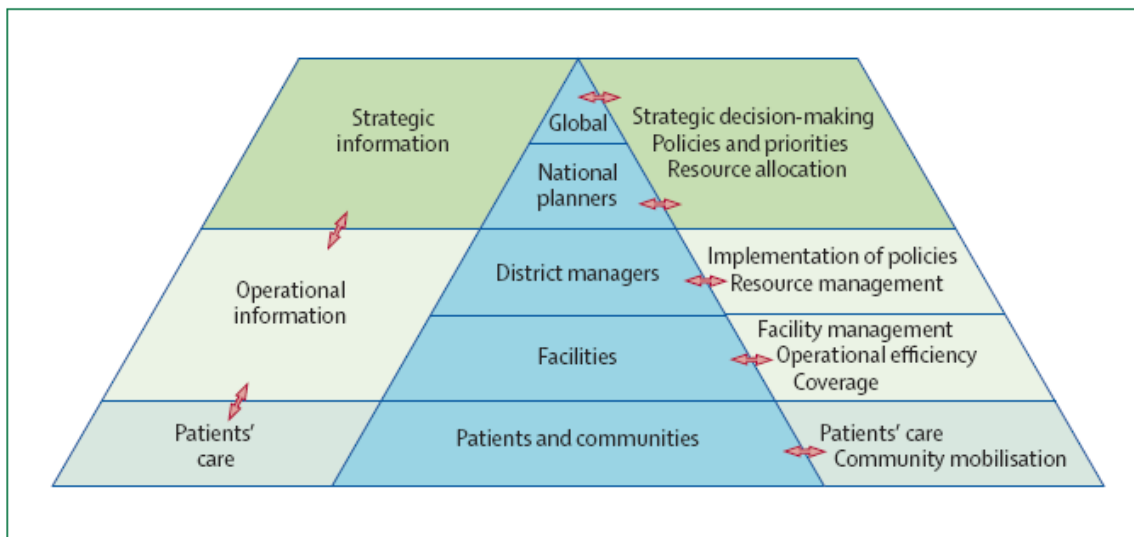 Strategic
information
Global
Strategic decision-making
Policies and priorities
Resource allocation
National
planners
Operational
information
District managers
Implementation of policies
Resource management
Facilities
Facility management
Operational efficiency
Coverage
Patients’
care
Patients and communities
Patients’ care
Community mobilisation